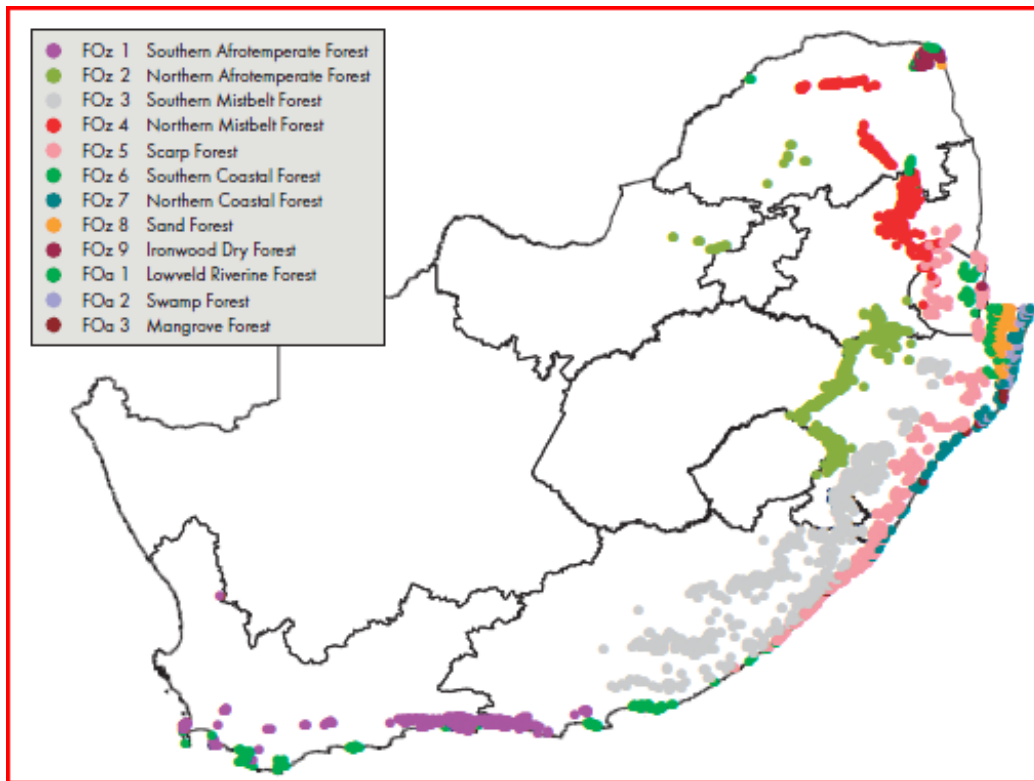 FOz 1 Southern Afrotemperate Forest
FOz 2 Northern Afrotemperate Forest
FOz 3 Southern Mistbelt Forest
FOz 4 Northern Mistbelt Forest
FOz 5 Scarp Forest
FOz 6 Southern Coastal Forest
FOz 7 Northern Coastal Forest
FOz 8 Sand Forest
FOz 9 Ironwood Dry Forest
FOa 1 Lowveld Riverine Forest
FOa 2 Swamp Forest
FOa 3 Mangrove Forest